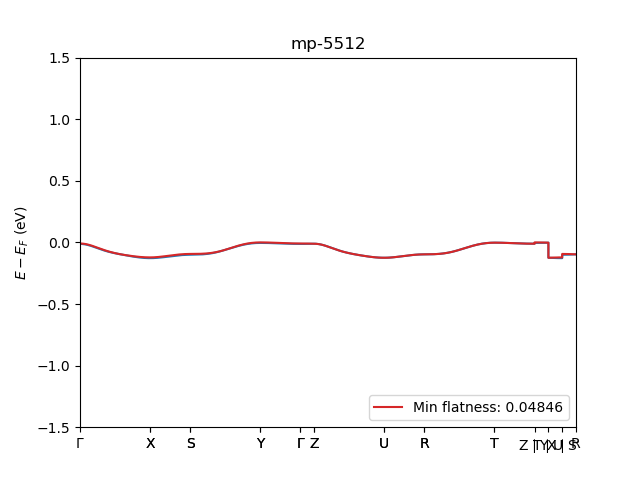 mp-5512
1.5
1.0
0.5
0.0
−0.5
−1.0
−1.5
E − E_F (eV)
Min flatness: 0.04846
Γ X S Y Γ Z U R T Z | T Y | X U | S R